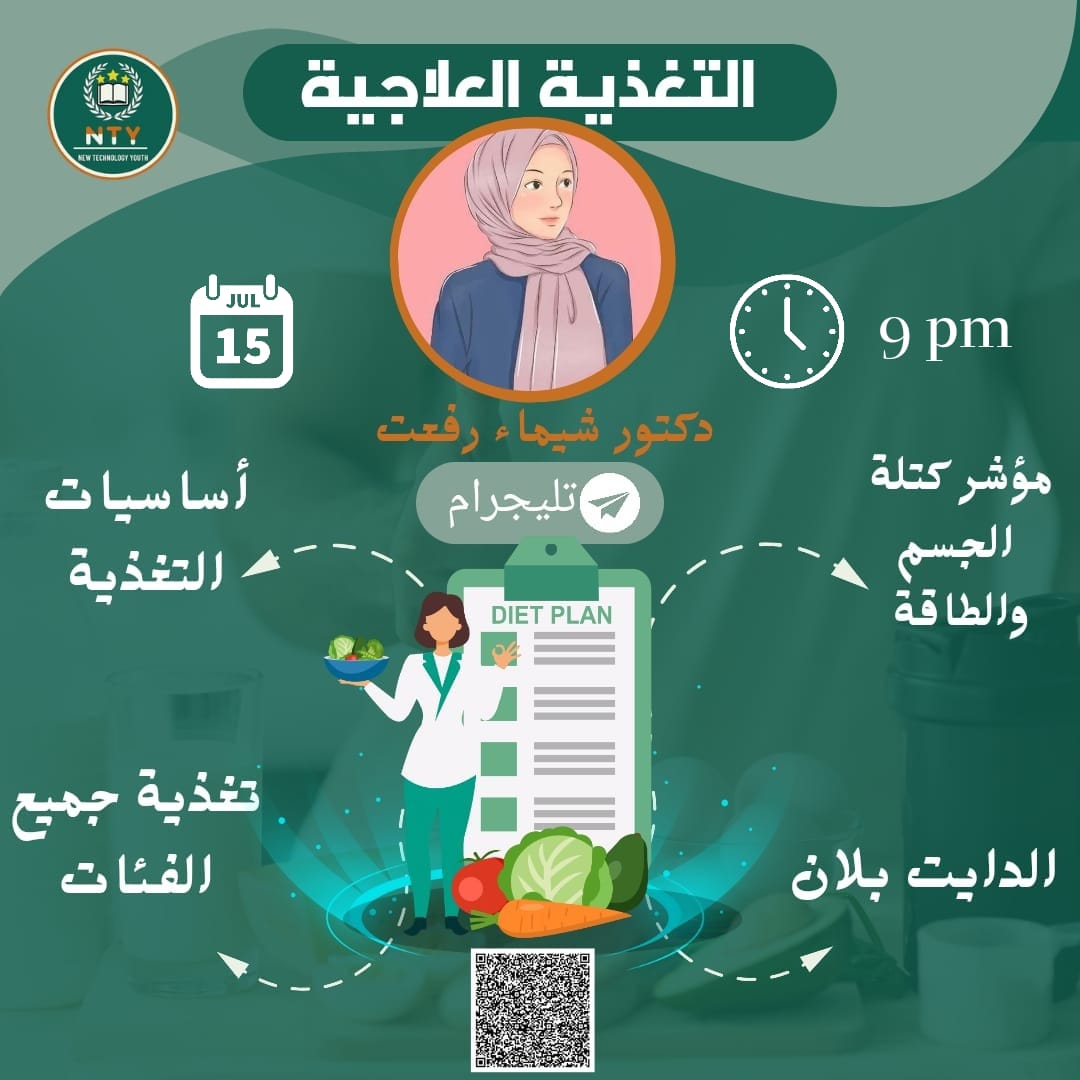 التغذية العلاجية
NTY
NEW TECHNOLOGY YOUTH
JUL
15
9 pm
دكتور شيماء رفعت
تليجرام
مؤشر كتلة
الجسم
والطاقة
أساسيات
التغذية
DIET PLAN
الدايت بلان
تغذية جميع
الفئات